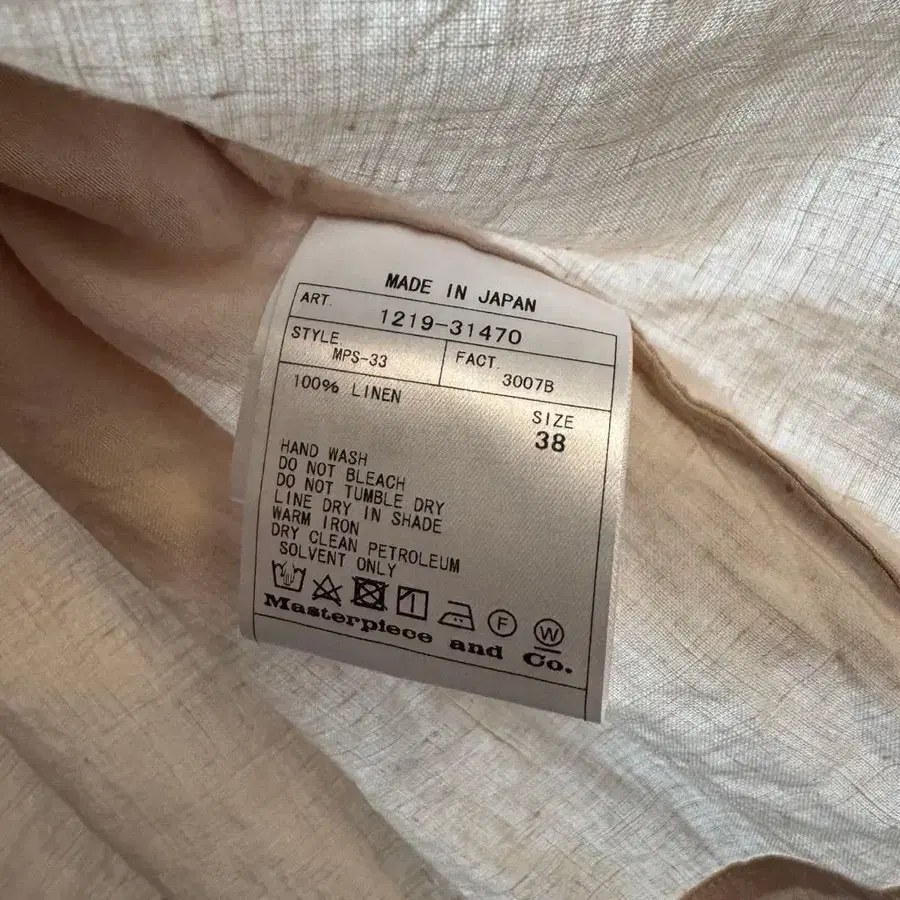 MADE IN JAPAN
ART. 1219-31470
STYLE. MPS-33
FACT. 3007B
100% LINEN
SIZE
38
HAND WASH
DO NOT BLEACH
DO NOT TUMBLE DRY
LINE DRY IN SHADE
WARM IRON
DRY CLEAN PETROLEUM
SOLVENT ONLY
F W
Masterpiece and Co.